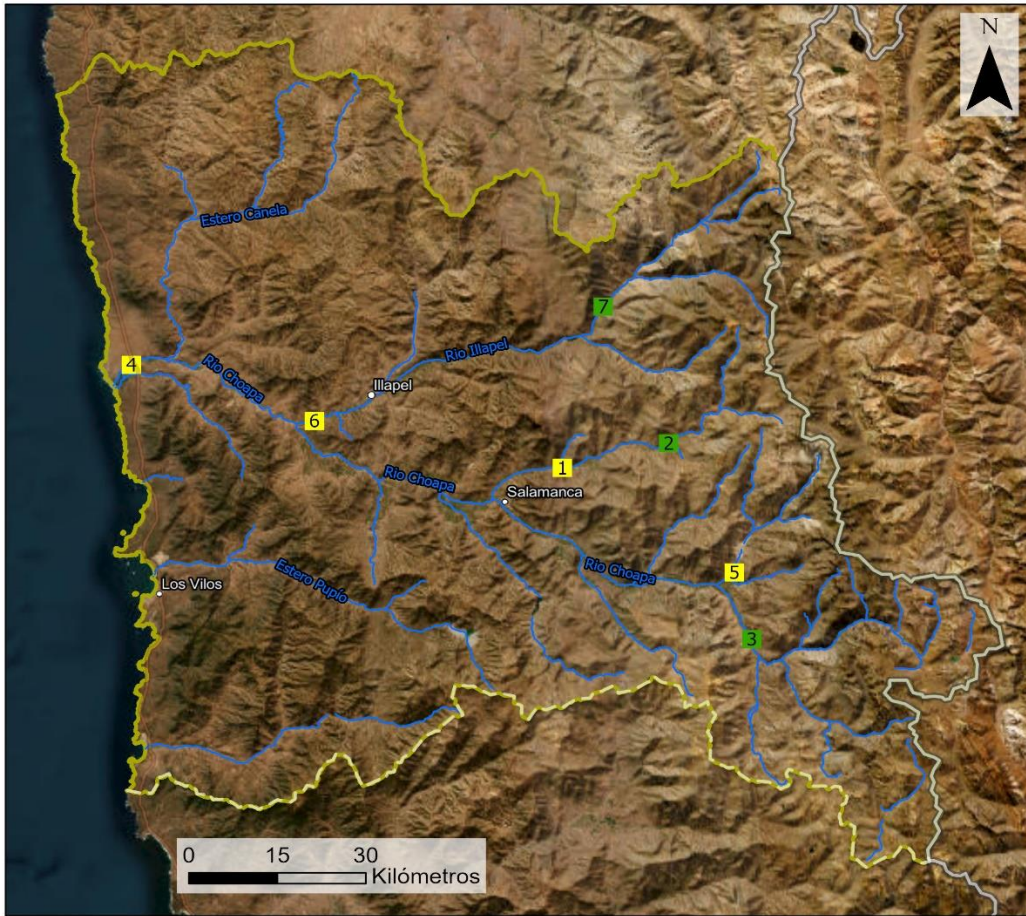 N
Estero Canela
7
Rio Illapel
4
Rio Choapa
Illapel
6
2
1
Rio Choapa
Salamanca
Rio Choapa
5
Los Vilos
Estero Pupío
3
0 15 30
Kilómetros